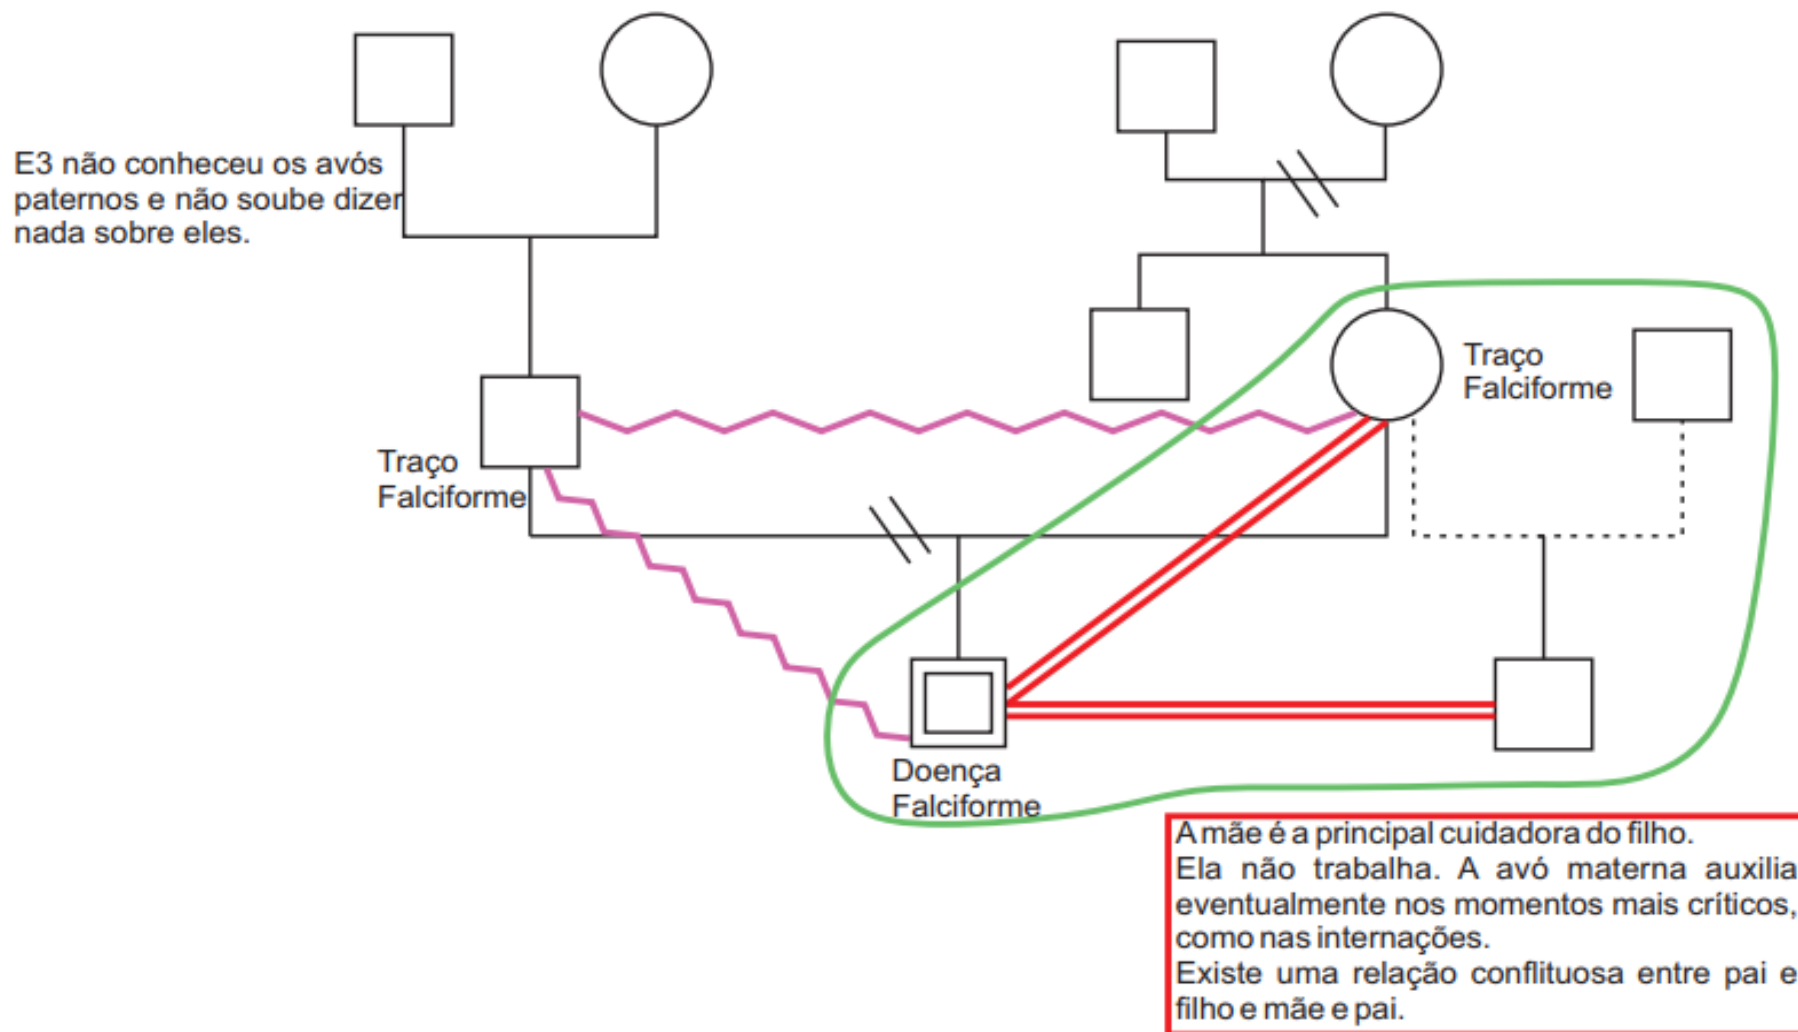 E3 não conheceu os avós
paternos e não soube dizer
nada sobre eles.
Traço
Falciforme
Traço
Falciforme
Doença
Falciforme
A mãe é a principal cuidadora do filho.
Ela não trabalha. A avó materna auxilia
eventualmente nos momentos mais críticos,
como nas internações.
Existe uma relação conflituosa entre pai e
filho e mãe e pai.